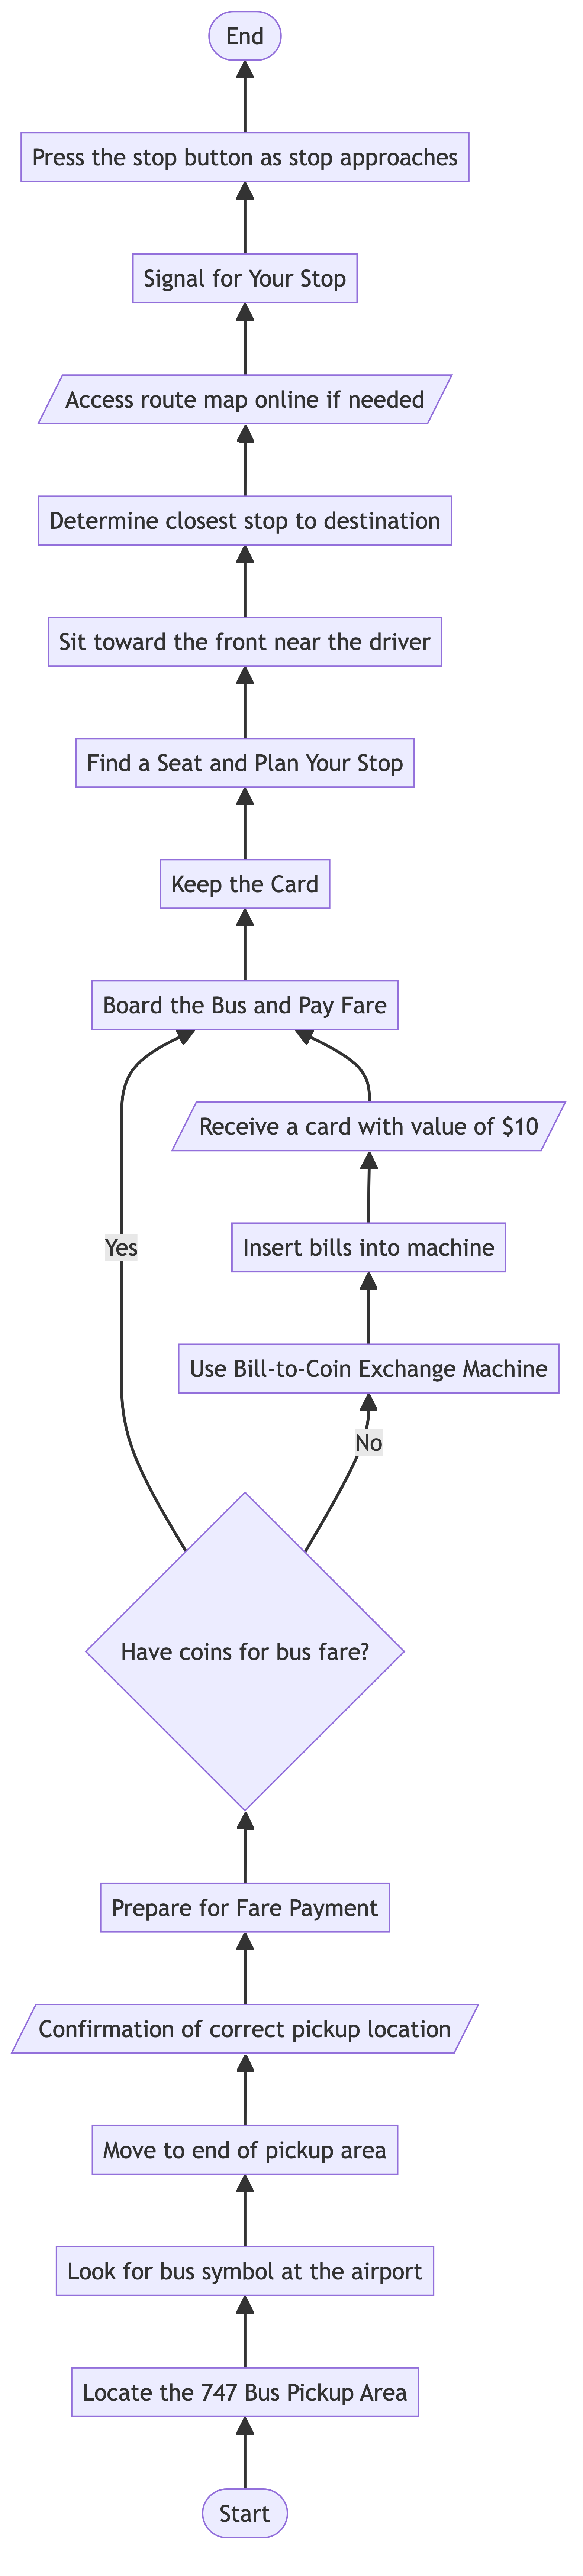 End
Press the stop button as stop approaches
Signal for Your Stop
Access route map online if needed
Determine closest stop to destination
Sit toward the front near the driver
Find a Seat and Plan Your Stop
Keep the Card
Board the Bus and Pay Fare
Receive a card with value of $10
Yes
Insert bills into machine
Use Bill-to-Coin Exchange Machine
No
Have coins for bus fare?
Prepare for Fare Payment
Confirmation of correct pickup location
Move to end of pickup area
Look for bus symbol at the airport
Locate the 747 Bus Pickup Area
Start